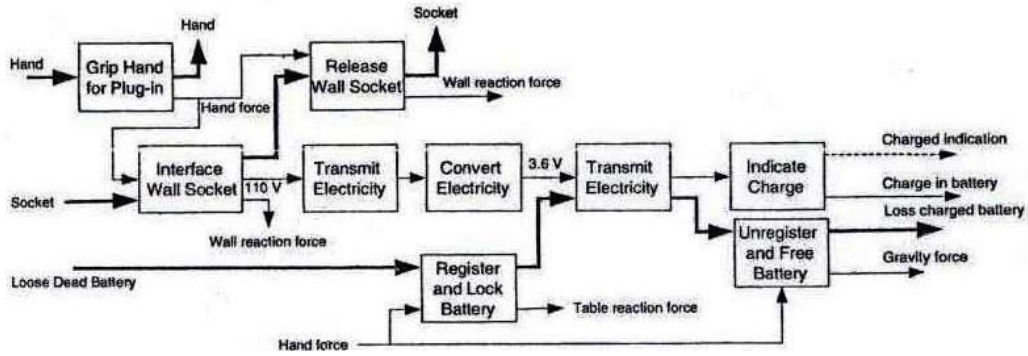 Hand
Hand
Grip Hand
for Plug-in
Hand force
Release
Wall Socket
Socket
Wall reaction force
Socket
Interface
Wall Socket
110 V
Wall reaction force
Transmit
Electricity
Convert
Electricity
3.6 V
Transmit
Electricity
Indicate
Charge
Charged indication
Charge in battery
Loss charged battery
Unregister
and Free
Battery
Gravity force
Loose Dead Battery
Register
and Lock
Battery
Table reaction force
Hand force